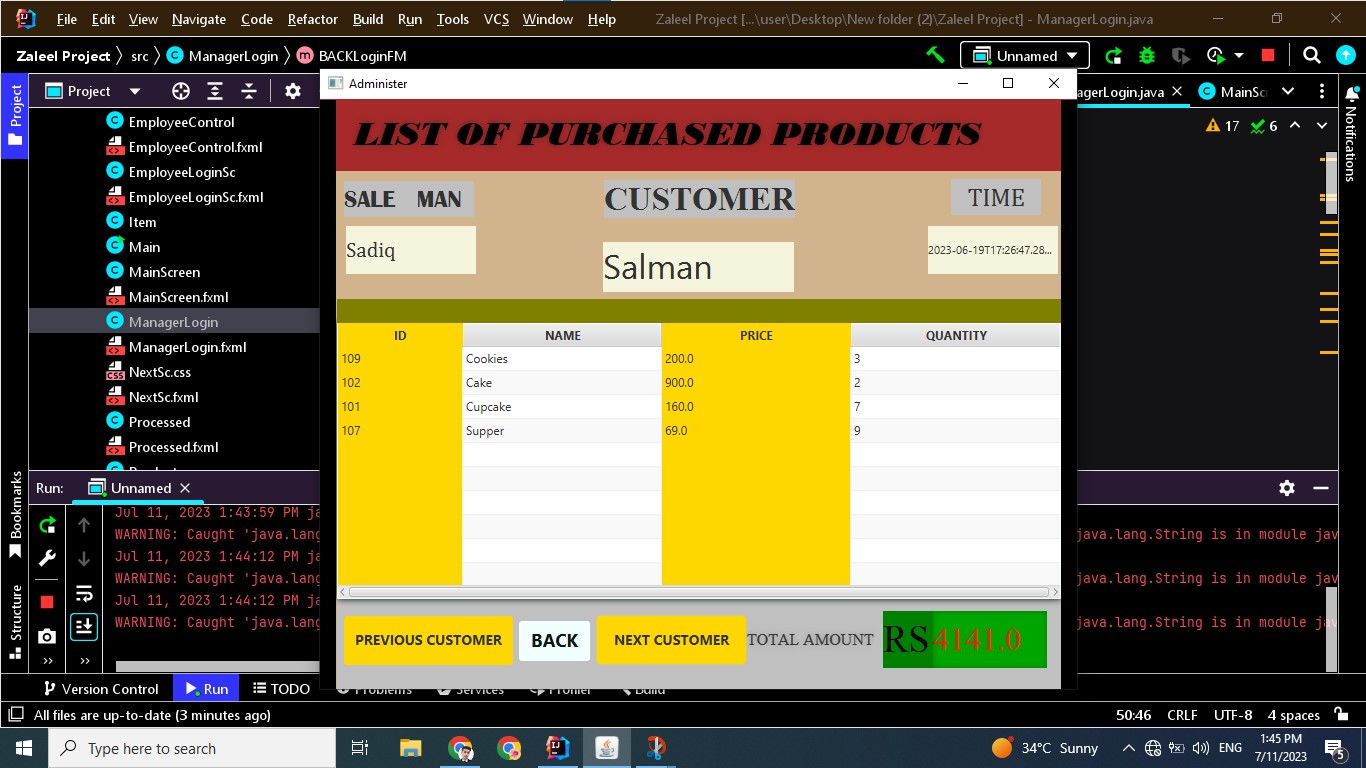 File Edit View Navigate Code Refactor Build Run Tools VCS Window Help Zaleel Project [...\user\Desktop\New folder (2)\Zaleel Project] - ManagerLogin.java
Zaleel Project src ManagerLogin BACKLoginFM Unnamed
Project
Project
agerLogin.java MainSc
Notifications
17 6
EmployeeControl
EmployeeControl.fxml
EmployeeLoginSc
EmployeeLoginSc.fxml
Item
Main
MainScreen
MainScreen.fxml
ManagerLogin
ManagerLogin.fxml
NextSc.css
NextSc.fxml
Processed
Processed.fxml
Administer
LIST OF PURCHASED PRODUCTS
SALE MAN CUSTOMER TIME
Sadiq Salman 2023-06-19T17:26:47.28...
ID NAME PRICE QUANTITY
109 Cookies 200.0 3
102 Cake 900.0 2
101 Cupcake 160.0 7
107 Supper 69.0 9
PREVIOUS CUSTOMER BACK NEXT CUSTOMER TOTAL AMOUNT RS 4141.0
Bookmarks
Structure
Run: Unnamed
Jul 11, 2023 1:43:59 PM ja
WARNING: Caught 'java.lang java.lang.String is in module jav
Jul 11, 2023 1:44:12 PM ja
WARNING: Caught 'java.lang java.lang.String is in module jav
Jul 11, 2023 1:44:12 PM ja
WARNING: Caught 'java.lang java.lang.String is in module jav
Version Control Run TODO Problems Services Profiler Build
All files are up-to-date (3 minutes ago) 50:46 CRLF UTF-8 4 spaces
Type here to search 34°C Sunny ENG 1:45 PM
7/11/2023 5